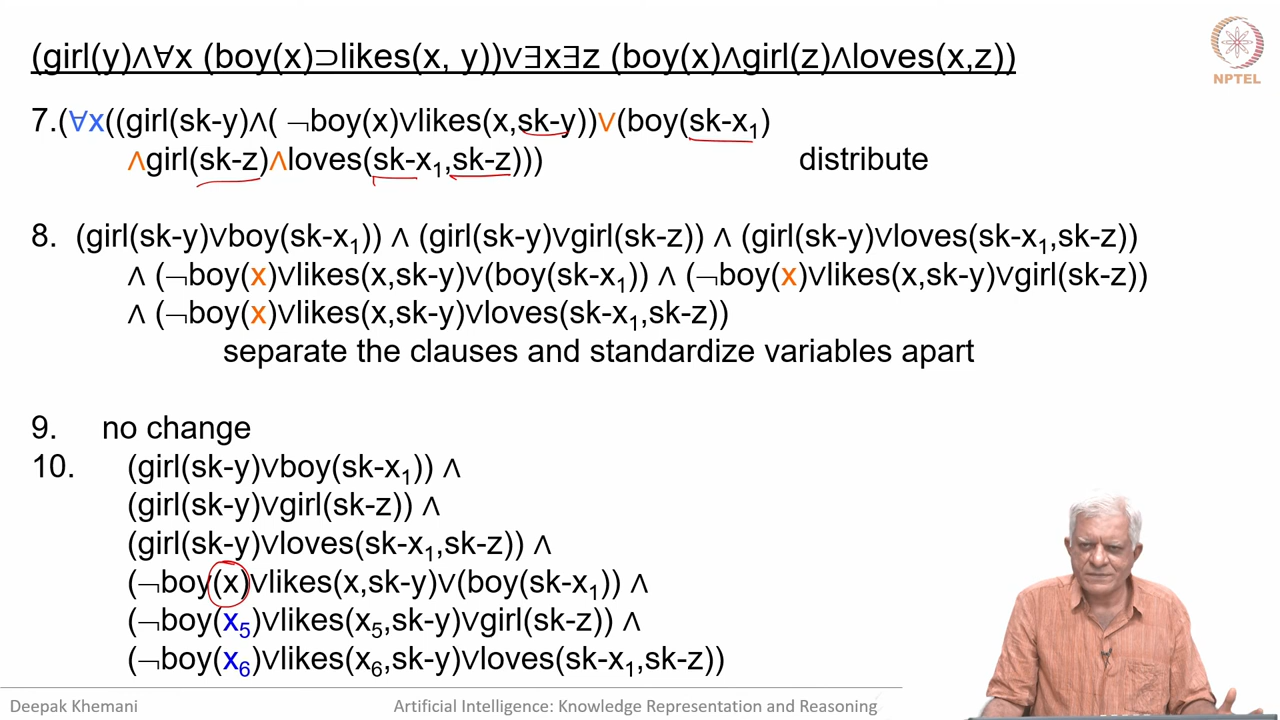 (girl(y)∧∀x (boy(x)⊃likes(x, y))∨∃x∃z (boy(x)∧girl(z)∧loves(x,z))
NPTEL
7.(∀x((girl(sk-y)∧( ¬boy(x)∨likes(x,sk-y))∨(boy(sk-x₁)
∧girl(sk-z)∧loves(sk-x₁,sk-z))) distribute
8. (girl(sk-y)∨boy(sk-x₁)) ∧ (girl(sk-y)∨girl(sk-z)) ∧ (girl(sk-y)∨loves(sk-x₁,sk-z))
∧ (¬boy(x)∨likes(x,sk-y)∨(boy(sk-x₁)) ∧ (¬boy(x)∨likes(x,sk-y)∨girl(sk-z))
∧ (¬boy(x)∨likes(x,sk-y)∨loves(sk-x₁,sk-z))
separate the clauses and standardize variables apart
9. no change
10. (girl(sk-y)∨boy(sk-x₁)) ∧
(girl(sk-y)∨girl(sk-z)) ∧
(girl(sk-y)∨loves(sk-x₁,sk-z)) ∧
(¬boy(x)∨likes(x,sk-y)∨(boy(sk-x₁)) ∧
(¬boy(x₅)∨likes(x₅,sk-y)∨girl(sk-z)) ∧
(¬boy(x₆)∨likes(x₆,sk-y)∨loves(sk-x₁,sk-z))
Deepak Khemani Artificial Intelligence: Knowledge Representation and Reasoning